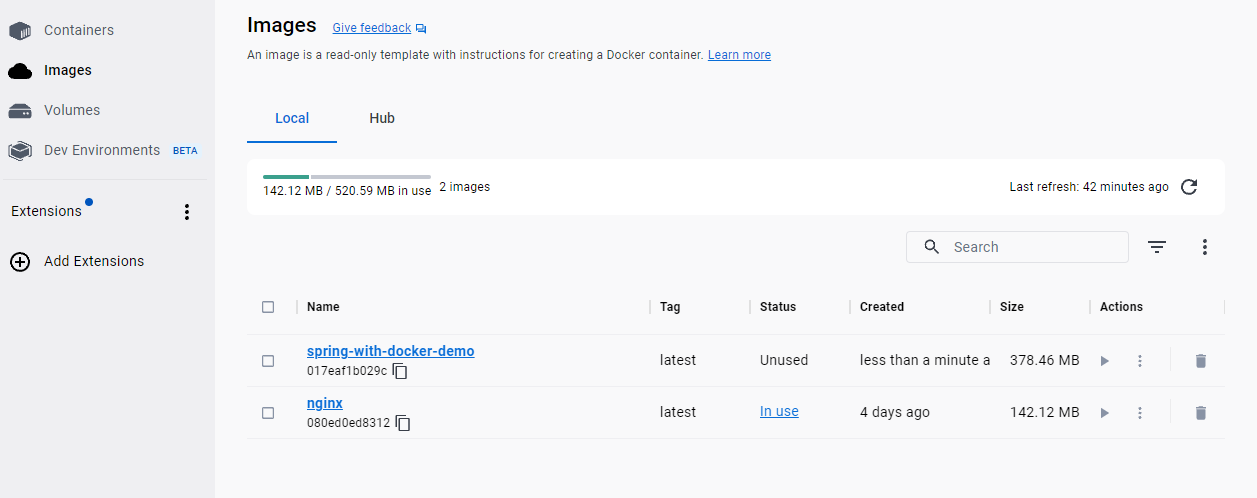 Containers
Images
Volumes
Dev Environments BETA
Extensions
Add Extensions
Images Give feedback
An image is a read-only template with instructions for creating a Docker container. Learn more
Local Hub
142.12 MB / 520.59 MB in use 2 images Last refresh: 42 minutes ago
Search
Name Tag Status Created Size Actions
spring-with-docker-demo latest Unused less than a minute a 378.46 MB
017eaf1b029c
nginx latest In use 4 days ago 142.12 MB
080ed0ed8312